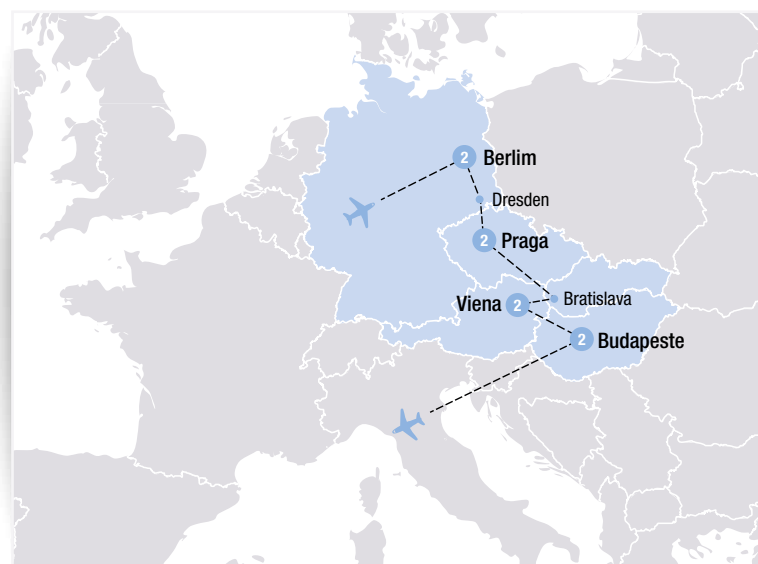 2 Berlim
Dresden
2 Praga
Bratislava
Viena 2
2 Budapeste